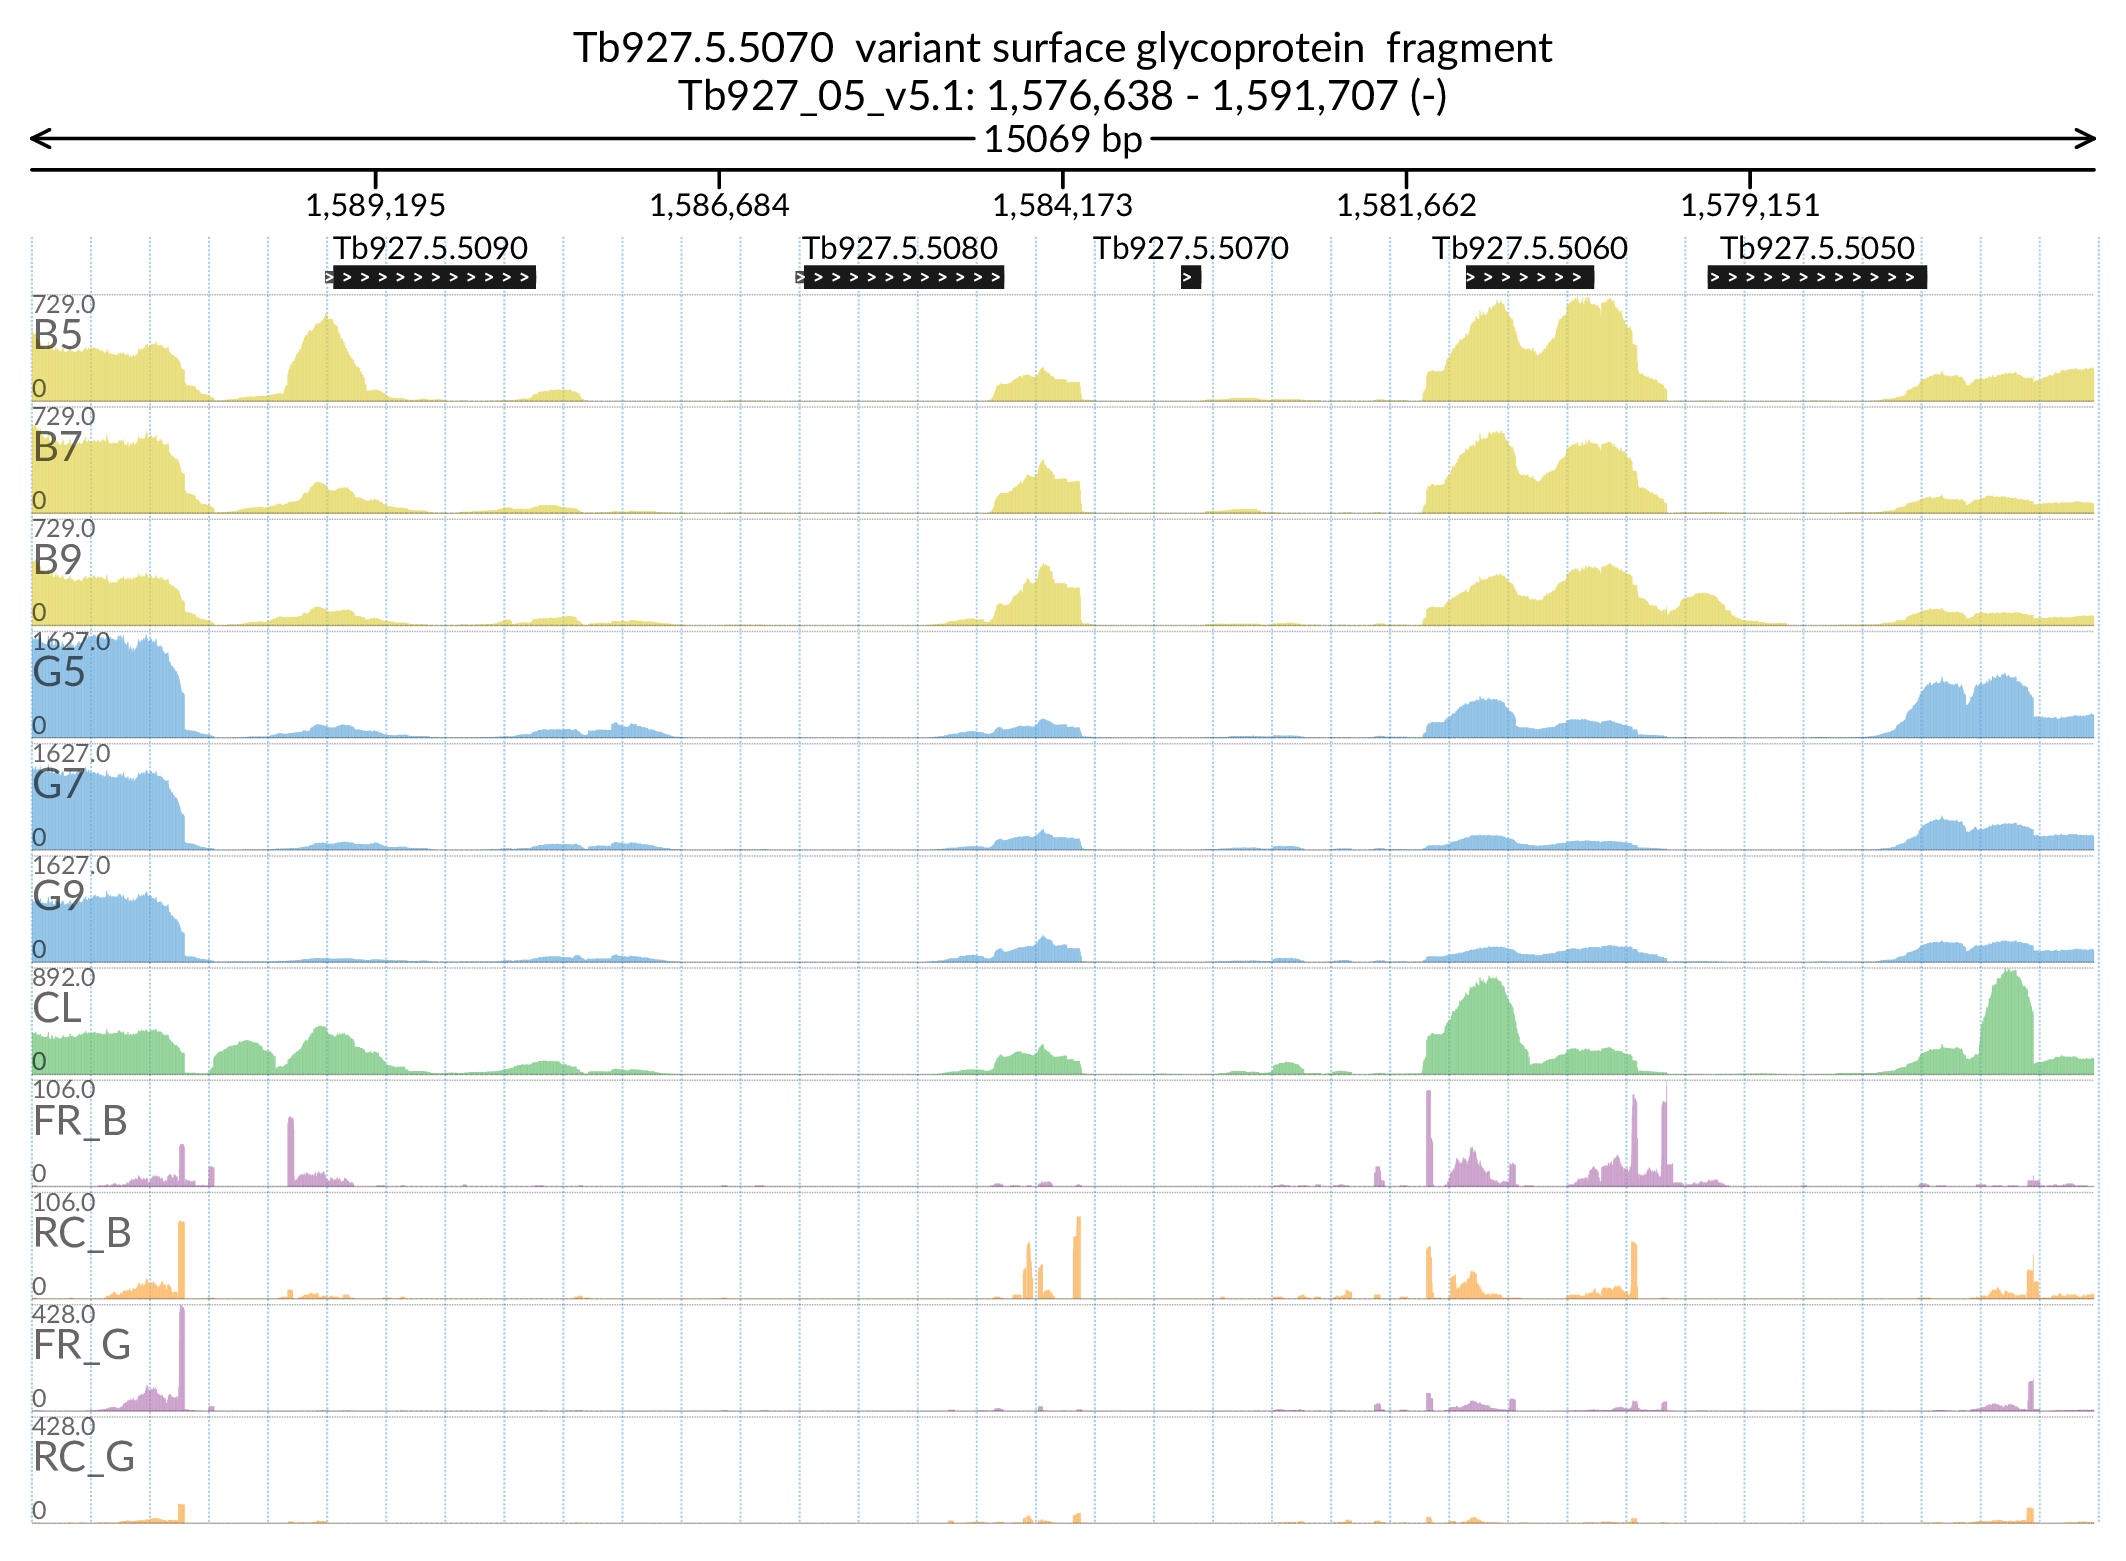 Tb927.5.5070 variant surface glycoprotein fragment
Tb927_05_v5.1: 1,576,638 - 1,591,707 (-)
15069 bp
1,589,195 1,586,684 1,584,173 1,581,662 1,579,151
Tb927.5.5090 Tb927.5.5080 Tb927.5.5070 Tb927.5.5060 Tb927.5.5050
729.0
B5
0
729.0
B7
0
729.0
B9
0
1627.0
G5
0
1627.0
G7
0
1627.0
G9
0
892.0
CL
0
106.0
FR_B
0
106.0
RC_B
0
428.0
FR_G
0
428.0
RC_G
0